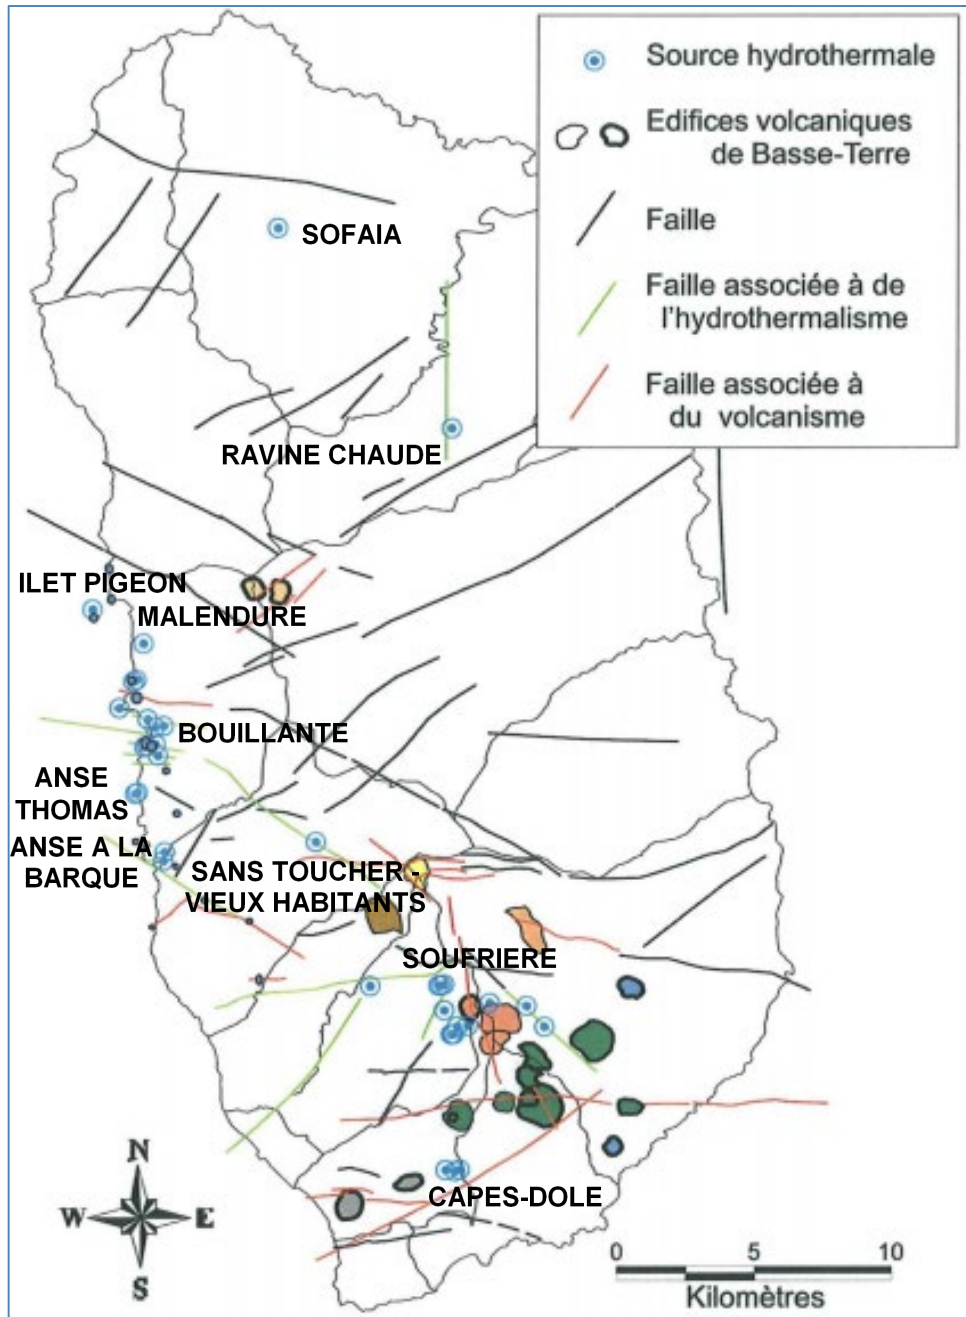 Source hydrothermale
Edifices volcaniques
de Basse-Terre
Faille
Faille associée à de
l'hydrothermalisme
Faille associée à
du volcanisme
SOFAIA
RAVINE CHAUDE
ILET PIGEON
MALENDURE
BOUILLANTE
ANSE
THOMAS
ANSE A LA
BARQUE
SANS TOUCHER -
VIEUX HABITANTS
SOUFRIERE
CAPES-DOLE
N
W E
S
0 5 10
Kilomètres